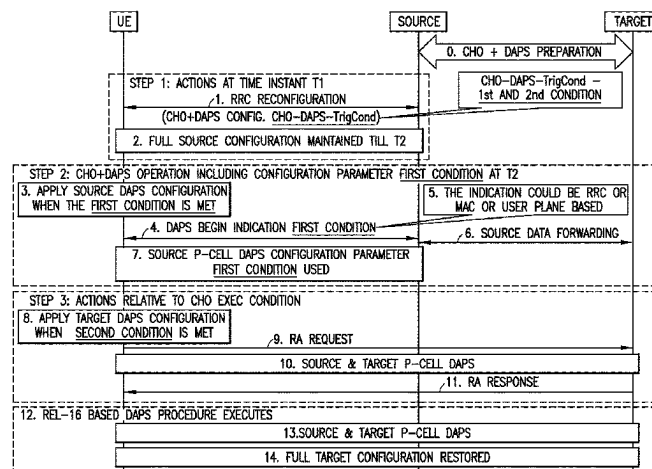 UE
SOURCE
TARGET
0. CHO + DAPS PREPARATION
STEP 1: ACTIONS AT TIME INSTANT T1
1. RRC RECONFIGURATION
(CHO+DAPS CONFIG. CHO-DAPS-TrigCond)
CHO-DAPS-TrigCond –
1st AND 2nd CONDITION
2. FULL SOURCE CONFIGURATION MAINTAINED TILL T2
STEP 2: CHO+DAPS OPERATION INCLUDING CONFIGURATION PARAMETER FIRST CONDITION AT T2
3. APPLY SOURCE DAPS CONFIGURATION
WHEN THE FIRST CONDITION IS MET
5. THE INDICATION COULD BE RRC OR
MAC OR USER PLANE BASED
4. DAPS BEGIN INDICATION FIRST CONDITION
6. SOURCE DATA FORWARDING
7. SOURCE P-CELL DAPS CONFIGURATION PARAMETER
FIRST CONDITION USED
STEP 3: ACTIONS RELATIVE TO CHO EXEC CONDITION
8. APPLY TARGET DAPS CONFIGURATION
WHEN SECOND CONDITION IS MET
9. RA REQUEST
10. SOURCE & TARGET P-CELL DAPS
11. RA RESPONSE
12. REL-16 BASED DAPS PROCEDURE EXECUTES
13.SOURCE & TARGET P-CELL DAPS
14. FULL TARGET CONFIGURATION RESTORED